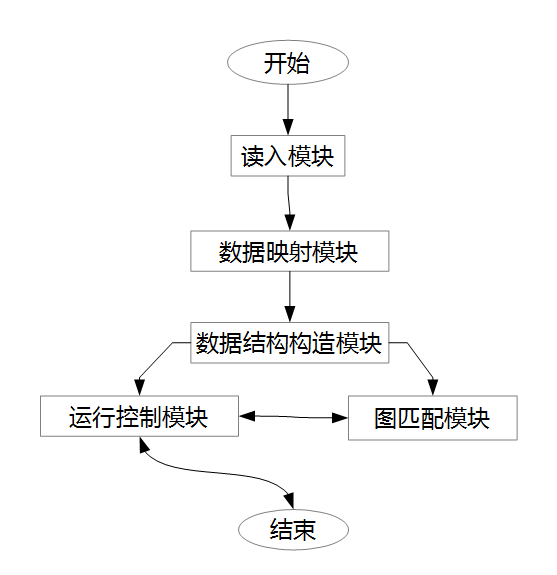 开始
读入模块
数据映射模块
数据结构构造模块
运行控制模块
图匹配模块
结束